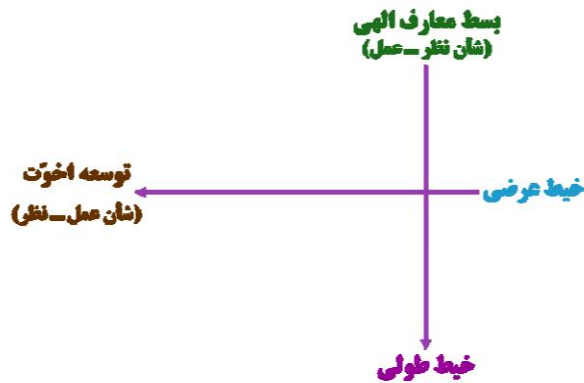 بسط معارف الهی
(شأن نظر ــ عمل)
توسعه اخوّت
(شأن عمل ــ نظر)
خیط عرضی
خیط طولی